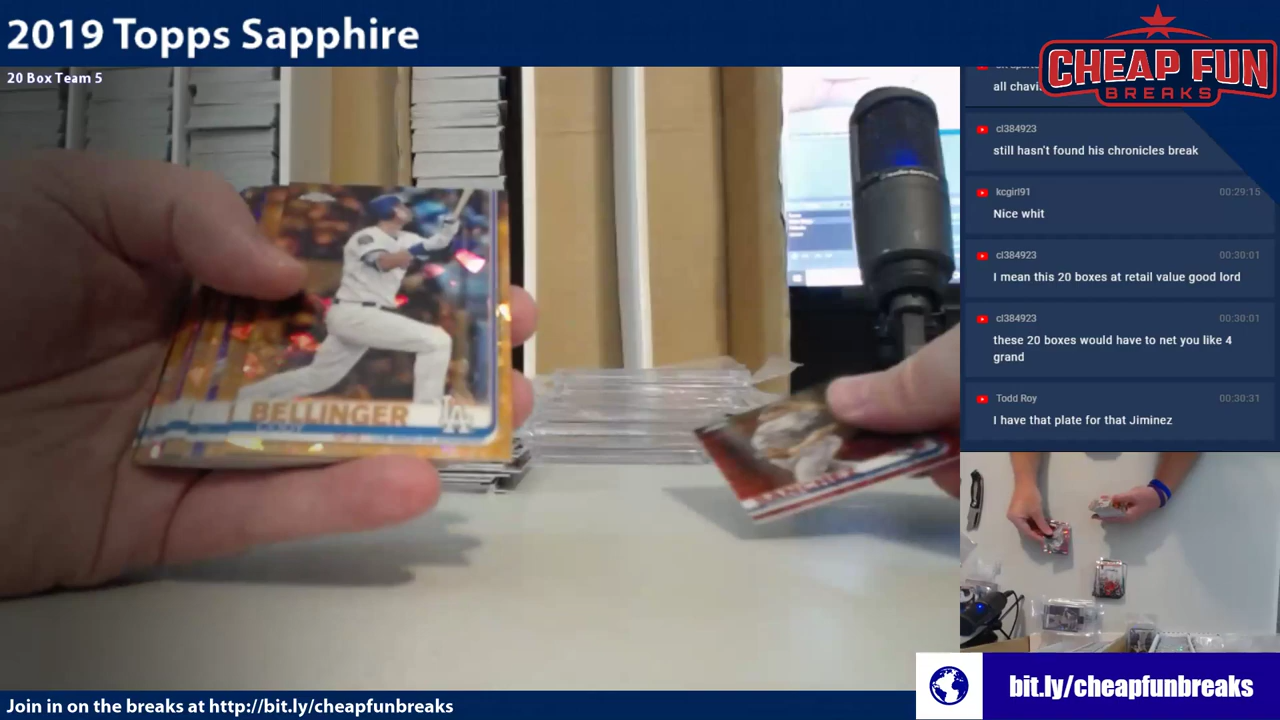 2019 Topps Sapphire
20 Box Team 5
CHEAP FUN
BREAKS
all chavi
cl384923
still hasn't found his chronicles break
kcgirl91 00:29:15
Nice whit
cl384923 00:30:01
I mean this 20 boxes at retail value good lord
cl384923 00:30:01
these 20 boxes would have to net you like 4
grand
Todd Roy 00:30:31
I have that plate for that Jiminez
BELLINGER
CODY
LA
bit.ly/cheapfunbreaks
Join in on the breaks at http://bit.ly/cheapfunbreaks